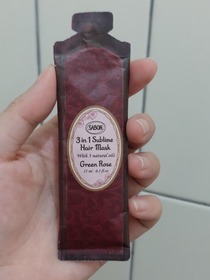 SABON
3 in 1 Sublime
Hair Mask
With 3 natural oils
Green Rose